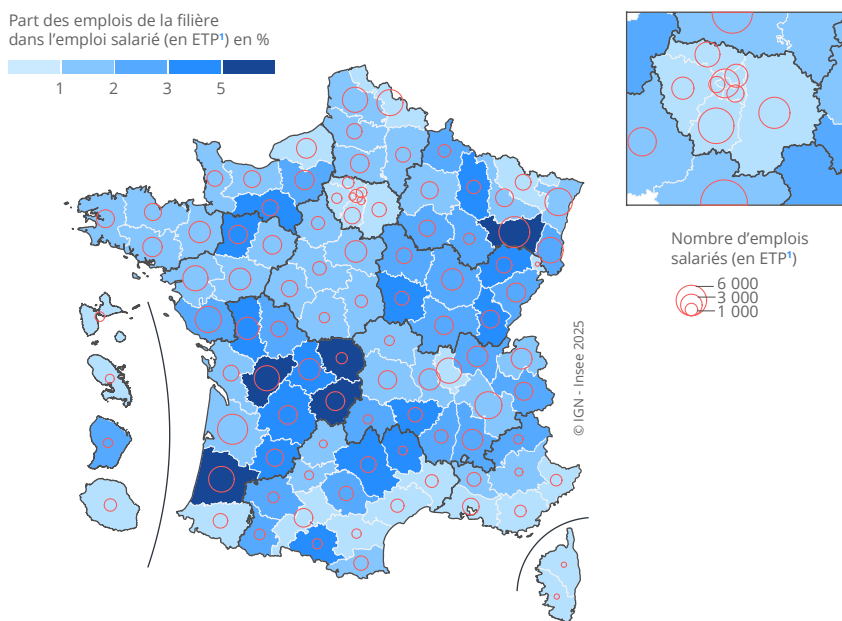 Part des emplois de la filière
dans l’emploi salarié (en ETP¹) en %
1 2 3 5
Nombre d’emplois
salariés (en ETP¹)
6 000
3 000
1 000
© IGN - Insee 2025